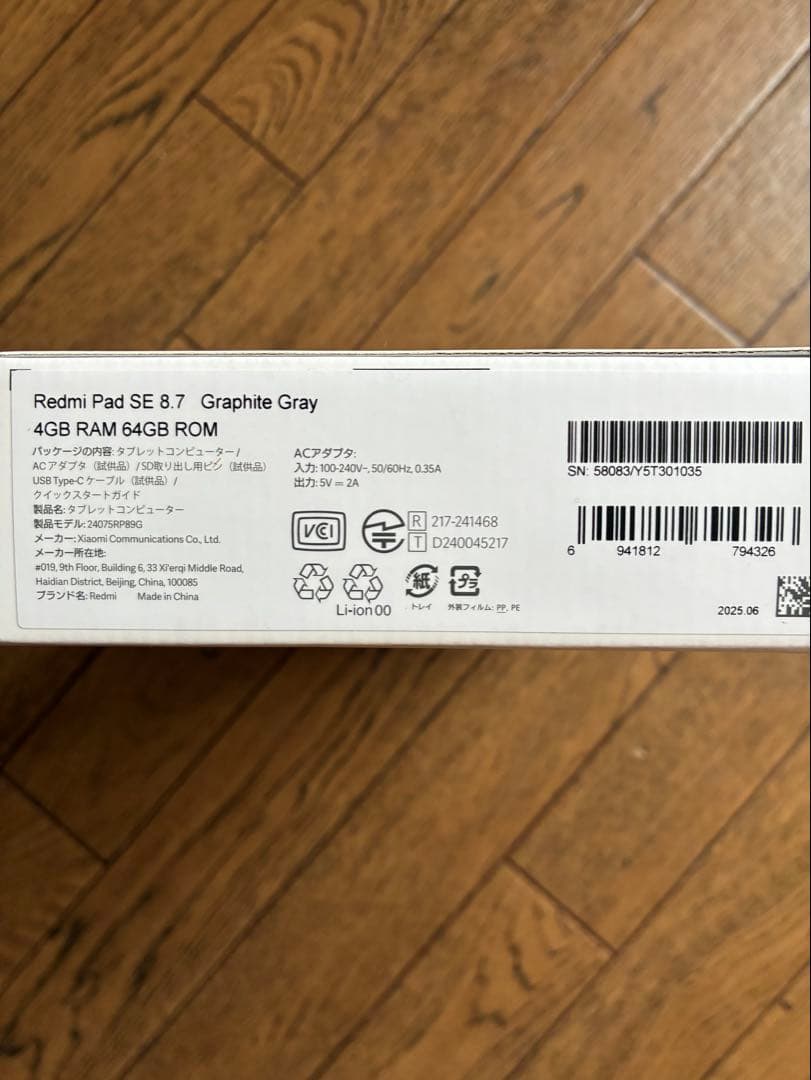 Redmi Pad SE 8.7 Graphite Gray
4GB RAM 64GB ROM
パッケージの内容: タブレットコンピューター /
ACアダプタ（試供品）/ SD取り出し用ピン（試供品）
USB Type-C ケーブル（試供品）/
クイックスタートガイド
製品名: タブレットコンピューター
製品モデル: 24075RP89G
メーカー: Xiaomi Communications Co., Ltd.
メーカー所在地:
#019, 9th Floor, Building 6, 33 Xi'erqi Middle Road,
Haidian District, Beijing, China, 100085
ブランド名: Redmi Made in China
ACアダプタ:
入力: 100-240V~, 50/60Hz, 0.35A
出力: 5V ⎓ 2A
VCCI
R 217-241468
T D240045217
Li-ion 00
紙
トレイ
プラ
外装フィルム: PP, PE
SN: 58083/Y5T301035
6 941812 794326
2025.06